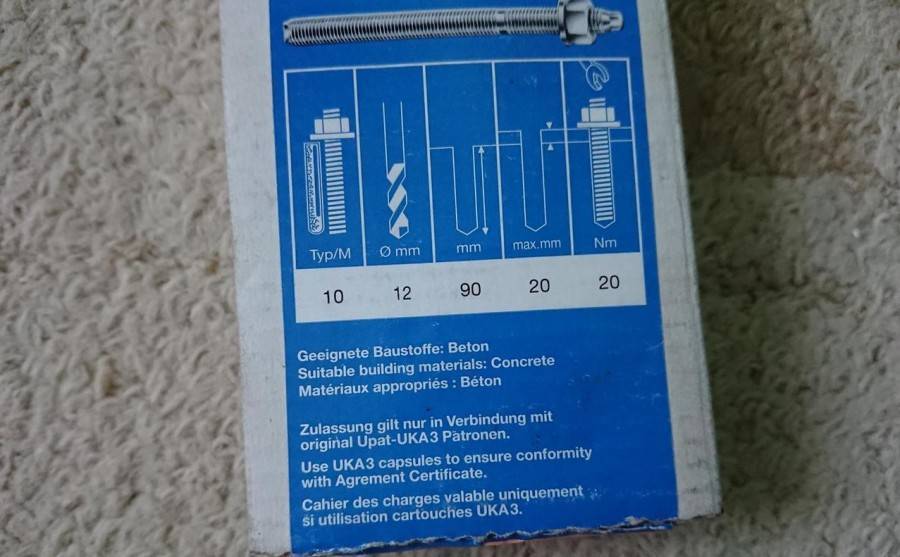 Typ/M Ø mm mm max.mm Nm
10 12 90 20 20
Geeignete Baustoffe: Beton
Suitable building materials: Concrete
Matériaux appropriés : Béton
Zulassung gilt nur in Verbindung mit
original Upat-UKA3 Patronen.
Use UKA3 capsules to ensure conformity
with Agrement Certificate.
Cahier des charges valable uniquement
si utilisation cartouches UKA3.